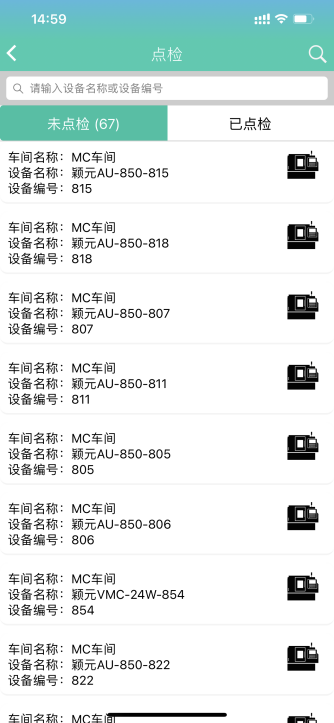 14:59
点检
请输入设备名称或设备编号
未点检 (67)
已点检
车间名称：MC车间
设备名称：颖元AU-850-815
设备编号：815
车间名称：MC车间
设备名称：颖元AU-850-818
设备编号：818
车间名称：MC车间
设备名称：颖元AU-850-807
设备编号：807
车间名称：MC车间
设备名称：颖元AU-850-811
设备编号：811
车间名称：MC车间
设备名称：颖元AU-850-805
设备编号：805
车间名称：MC车间
设备名称：颖元AU-850-806
设备编号：806
车间名称：MC车间
设备名称：颖元VMC-24W-854
设备编号：854
车间名称：MC车间
设备名称：颖元AU-850-822
设备编号：822
车间名称：MC车间